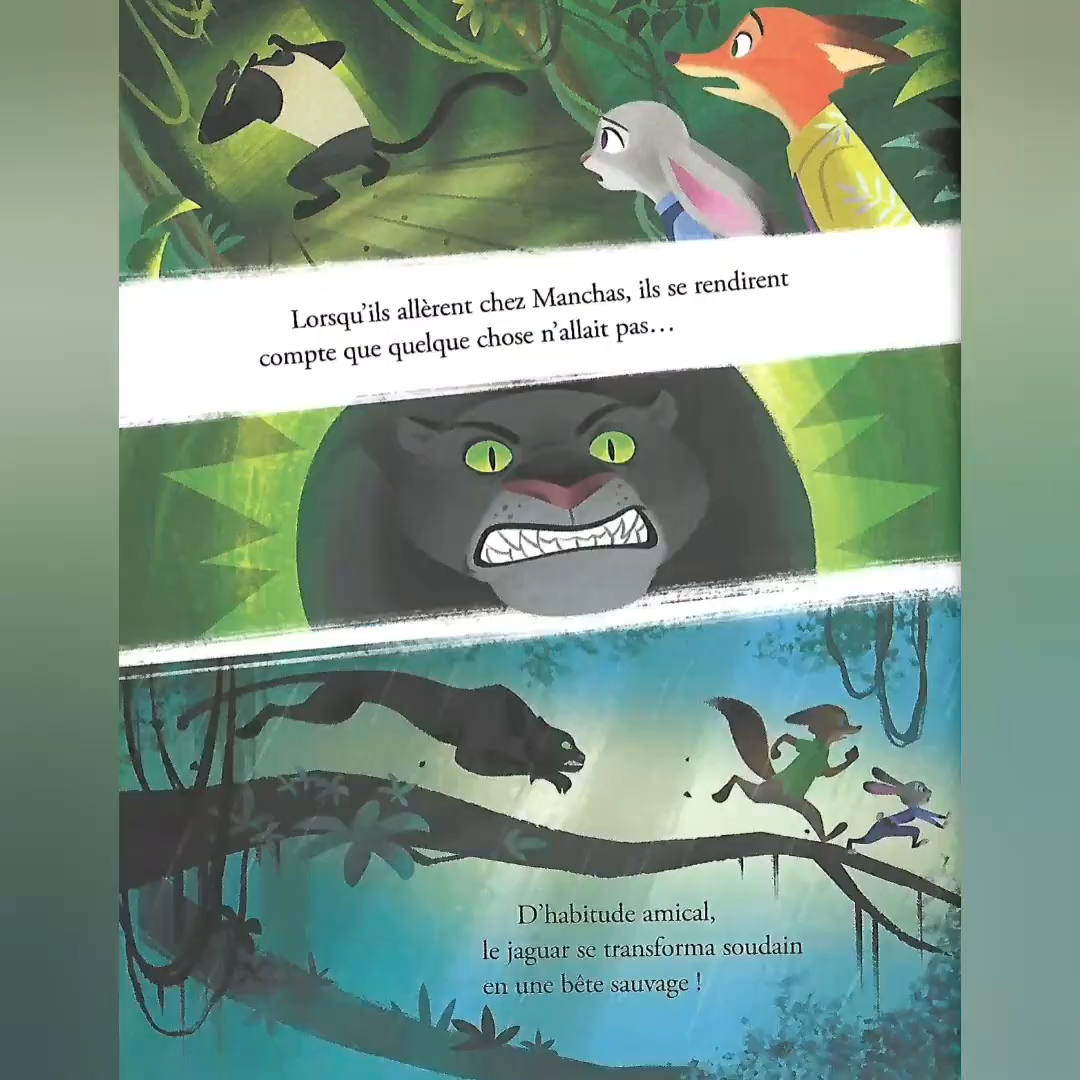 Lorsqu'ils allèrent chez Manchas, ils se rendirent
compte que quelque chose n'allait pas…
D'habitude amical,
le jaguar se transforma soudain
en une bête sauvage !